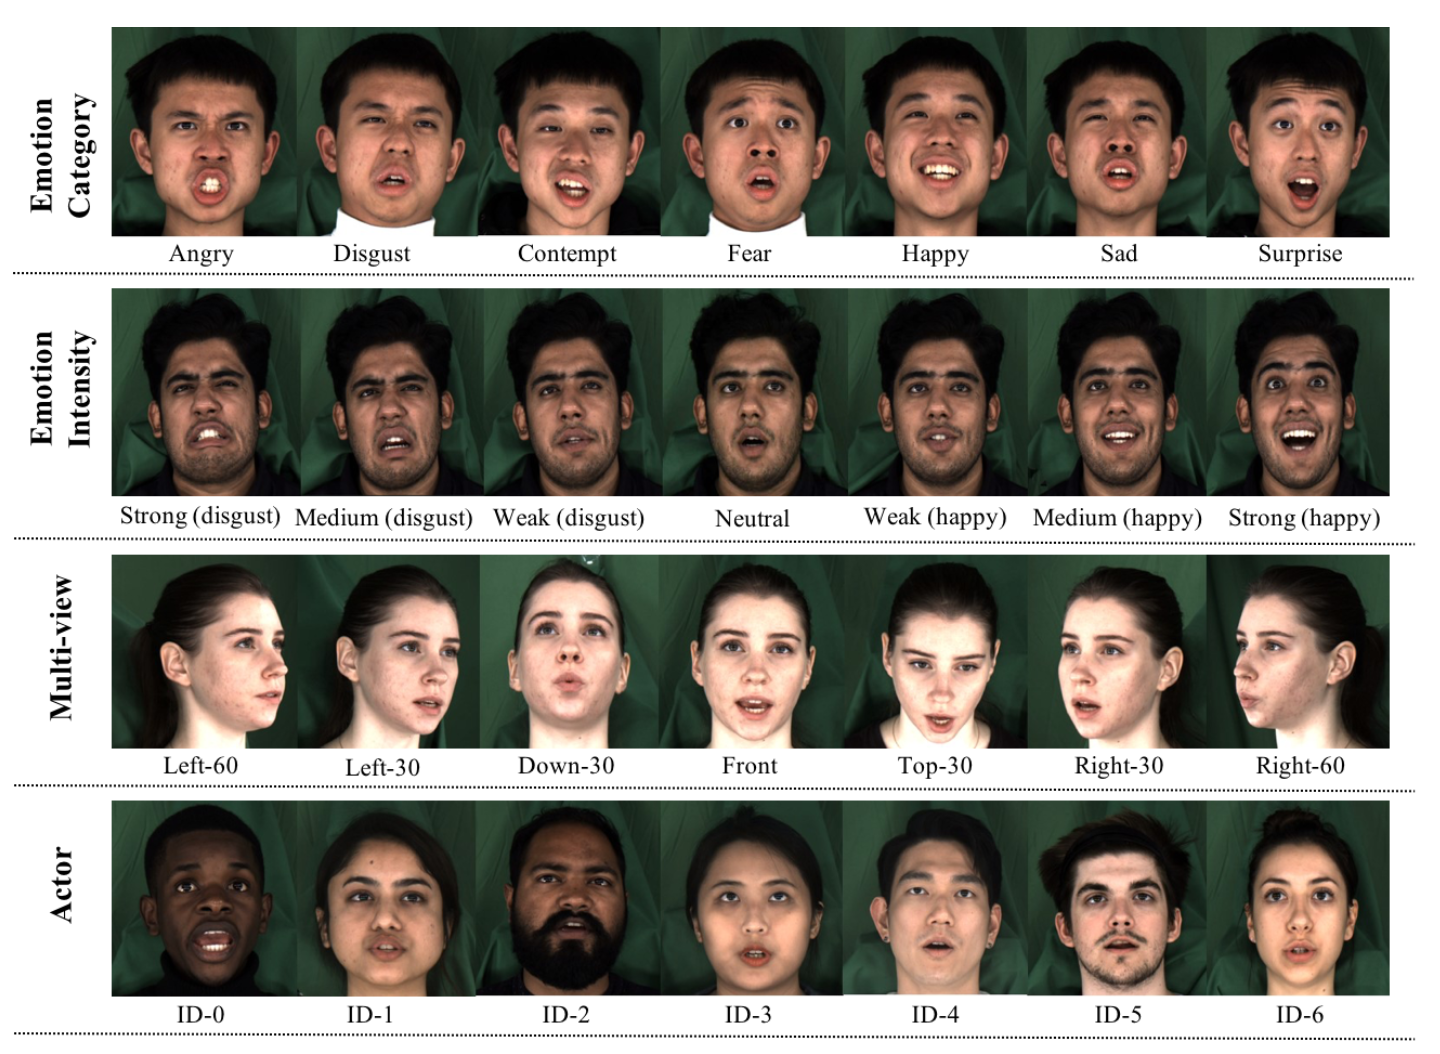 Emotion
Category
Angry
Disgust
Contempt
Fear
Happy
Sad
Surprise
Emotion
Intensity
Strong (disgust)
Medium (disgust)
Weak (disgust)
Neutral
Weak (happy)
Medium (happy)
Strong (happy)
Multi-view
Left-60
Left-30
Down-30
Front
Top-30
Right-30
Right-60
Actor
ID-0
ID-1
ID-2
ID-3
ID-4
ID-5
ID-6